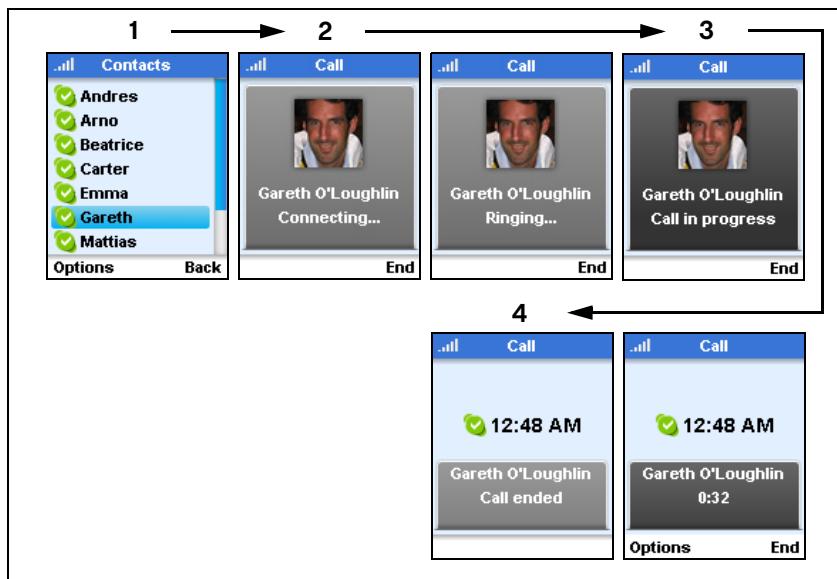 1
2
3
Contacts
Andres
Arno
Beatrice
Carter
Emma
Gareth
Mattias
Options Back
Call
Gareth O'Loughlin
Connecting...
End
Call
Gareth O'Loughlin
Ringing...
End
Call
Gareth O'Loughlin
Call in progress
End
4
Call
12:48 AM
Gareth O'Loughlin
Call ended
Call
12:48 AM
Gareth O'Loughlin
0:32
Options End